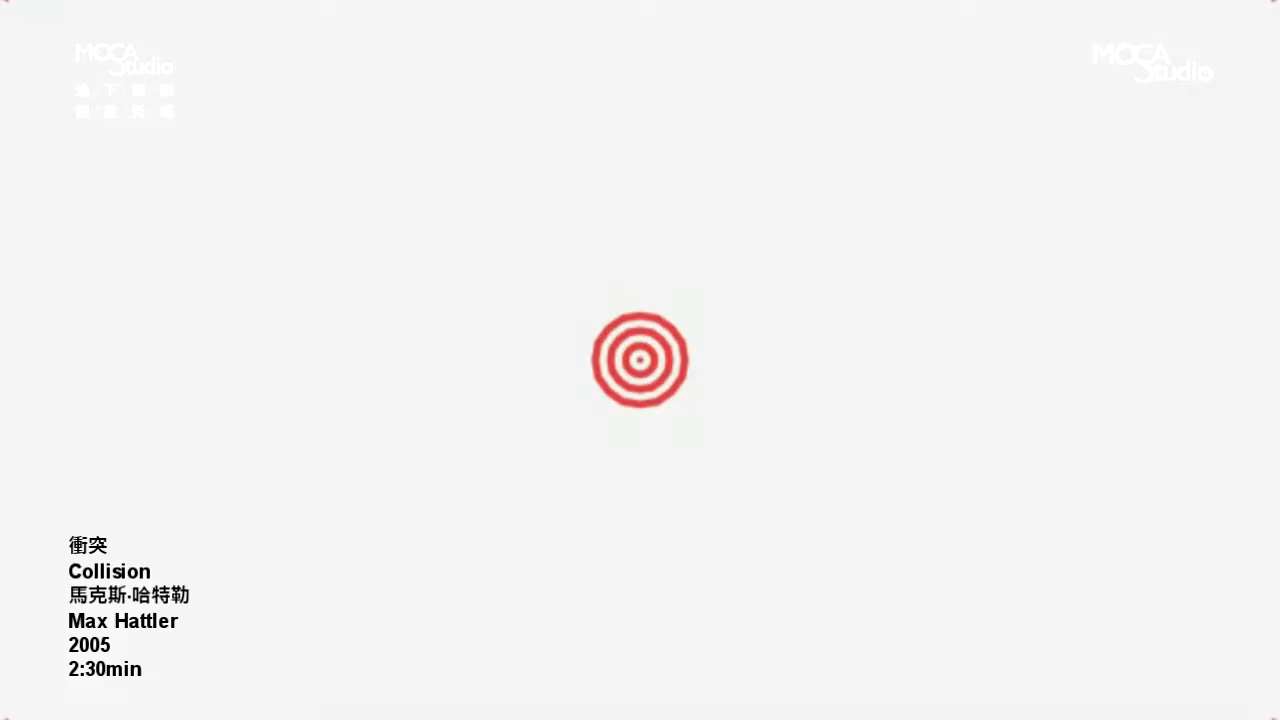 MOCA
Studio
MOCA
Studio
衝突
Collision
馬克斯·哈特勒
Max Hattler
2005
2:30min